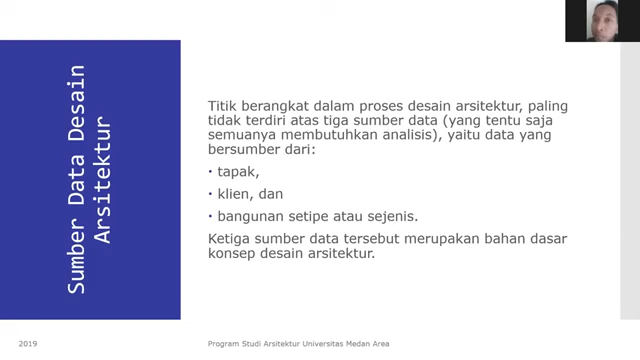 Sumber Data Desain
Arsitektur
Titik berangkat dalam proses desain arsitektur, paling
tidak terdiri atas tiga sumber data (yang tentu saja
semuanya membutuhkan analisis), yaitu data yang
bersumber dari:
• tapak,
• klien, dan
• bangunan setipe atau sejenis.
Ketiga sumber data tersebut merupakan bahan dasar
konsep desain arsitektur.
2019
Program Studi Arsitektur Universitas Medan Area